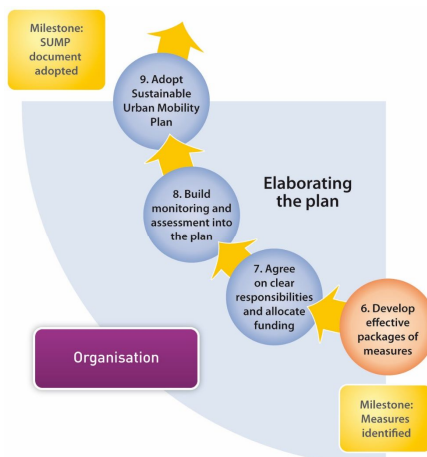 Milestone:
SUMP
document
adopted
9. Adopt
Sustainable
Urban Mobility
Plan
8. Build
monitoring and
assessment into
the plan
Elaborating
the plan
7. Agree
on clear
responsibilities
and allocate
funding
6. Develop
effective
packages of
measures
Organisation
Milestone:
Measures
identified